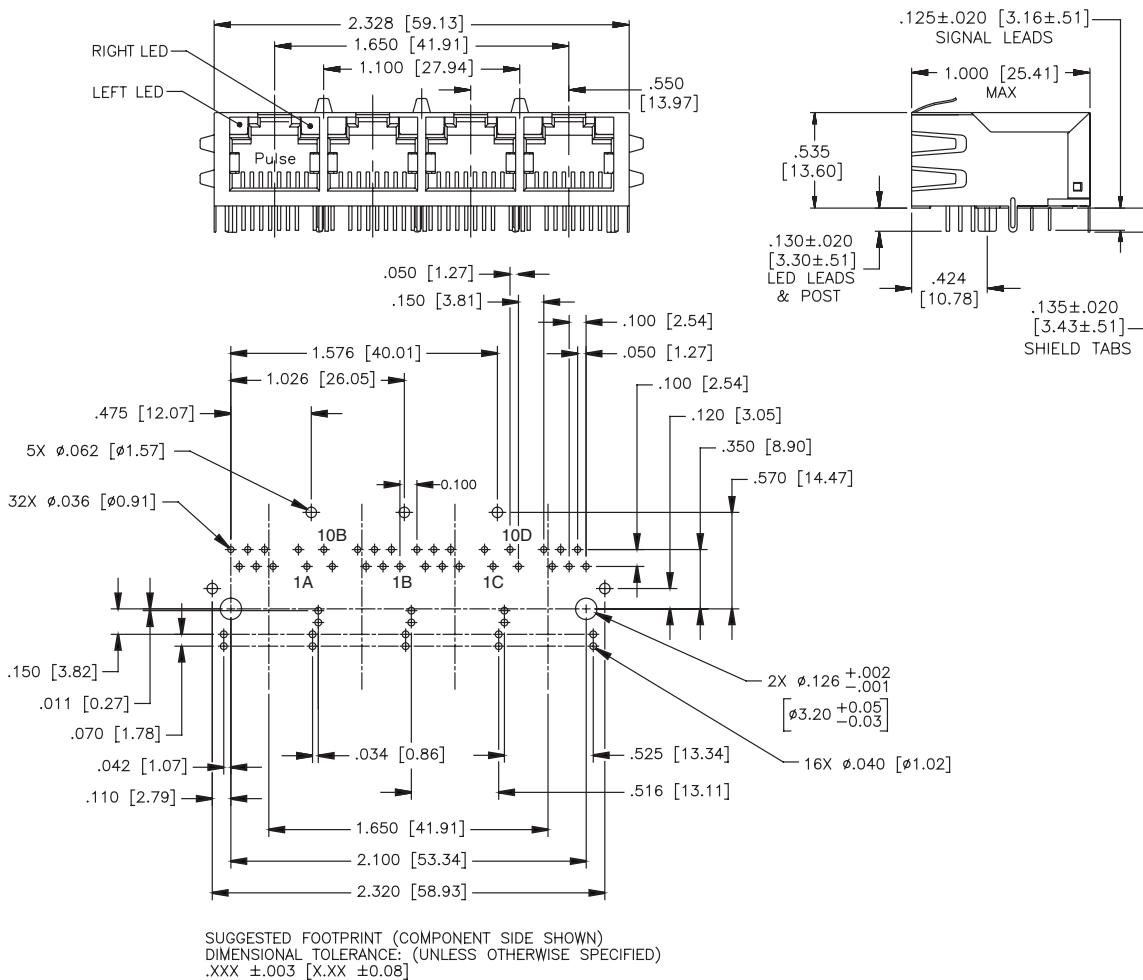 2.328 [59.13]
1.650 [41.91]
1.100 [27.94]
.550
[13.97]
RIGHT LED
LEFT LED
Pulse
.125±.020 [3.16±.51]
SIGNAL LEADS
1.000 [25.41]
MAX
.535
[13.60]
.130±.020
[3.30±.51]
LED LEADS
& POST
.424
[10.78]
.135±.020
[3.43±.51]
SHIELD TABS
.050 [1.27]
.150 [3.81]
.100 [2.54]
1.576 [40.01]
.050 [1.27]
1.026 [26.05]
.100 [2.54]
.475 [12.07]
.120 [3.05]
5X ø.062 [ø1.57]
.350 [8.90]
.570 [14.47]
0.100
32X ø.036 [ø0.91]
10B
10D
1A
1B
1C
.150 [3.82]
.011 [0.27]
.070 [1.78]
.042 [1.07]
.110 [2.79]
2X ø.126 +.002
-.001
[ø3.20 +0.05
-0.03]
.034 [0.86]
.525 [13.34]
16X ø.040 [ø1.02]
.516 [13.11]
1.650 [41.91]
2.100 [53.34]
2.320 [58.93]
SUGGESTED FOOTPRINT (COMPONENT SIDE SHOWN)
DIMENSIONAL TOLERANCE: (UNLESS OTHERWISE SPECIFIED)
.XXX ±.003 [X.XX ±0.08]